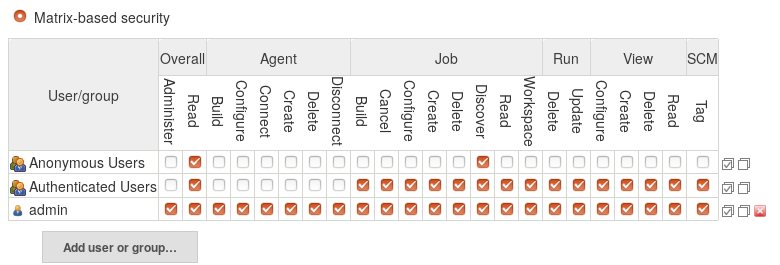 Matrix-based security
User/group Overall Agent Job Run View SCM
Administer Read Build Configure Connect Create Delete Disconnect Build Cancel Configure Create Delete Discover Read Workspace Delete Update Configure Create Delete Read Tag
Anonymous Users
Authenticated Users
admin
Add user or group...